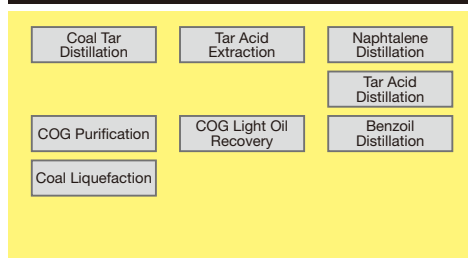 Coal Tar
Distillation
Tar Acid
Extraction
Naphtalene
Distillation
Tar Acid
Distillation
COG Purification
COG Light Oil
Recovery
Benzoil
Distillation
Coal Liquefaction